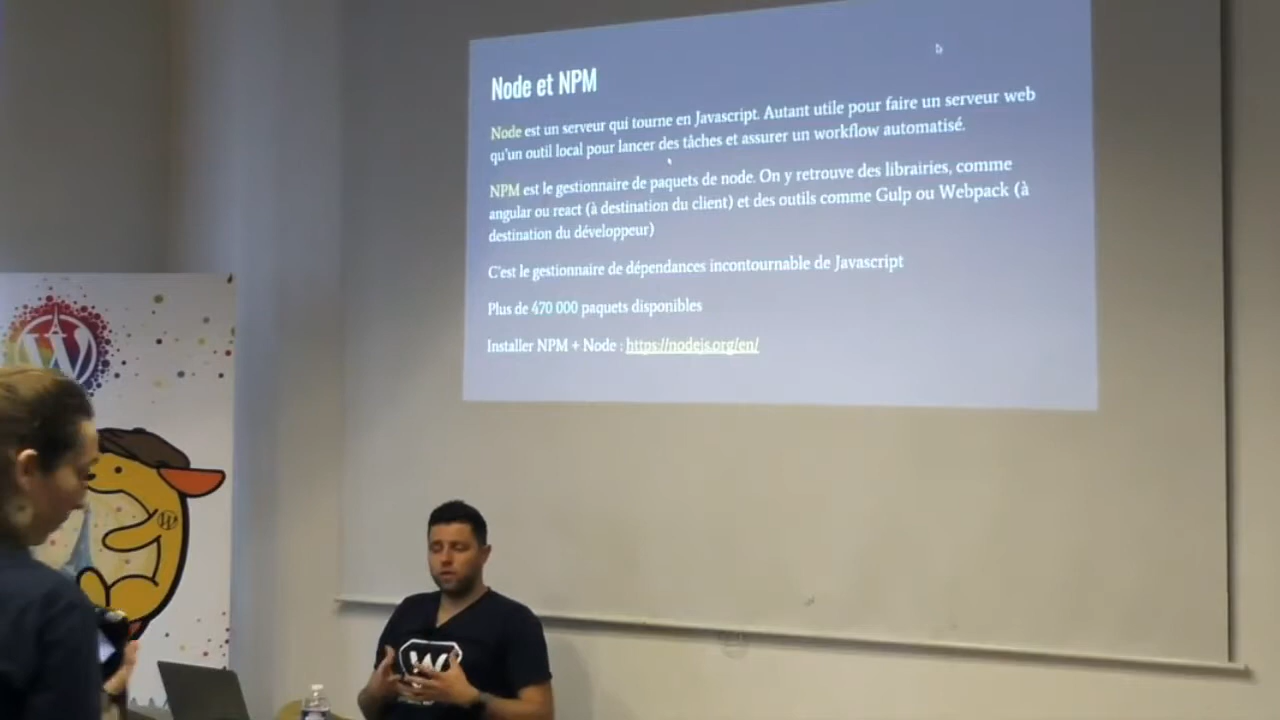 Node et NPM
Node est un serveur qui tourne en Javascript. Autant utile pour faire un serveur web
qu'un outil local pour lancer des tâches et assurer un workflow automatisé.
NPM est le gestionnaire de paquets de node. On y retrouve des librairies, comme
angular ou react (à destination du client) et des outils comme Gulp ou Webpack (à
destination du développeur)
C'est le gestionnaire de dépendances incontournable de Javascript
Plus de 470 000 paquets disponibles
Installer NPM + Node : https://nodejs.org/en/
W
W
W